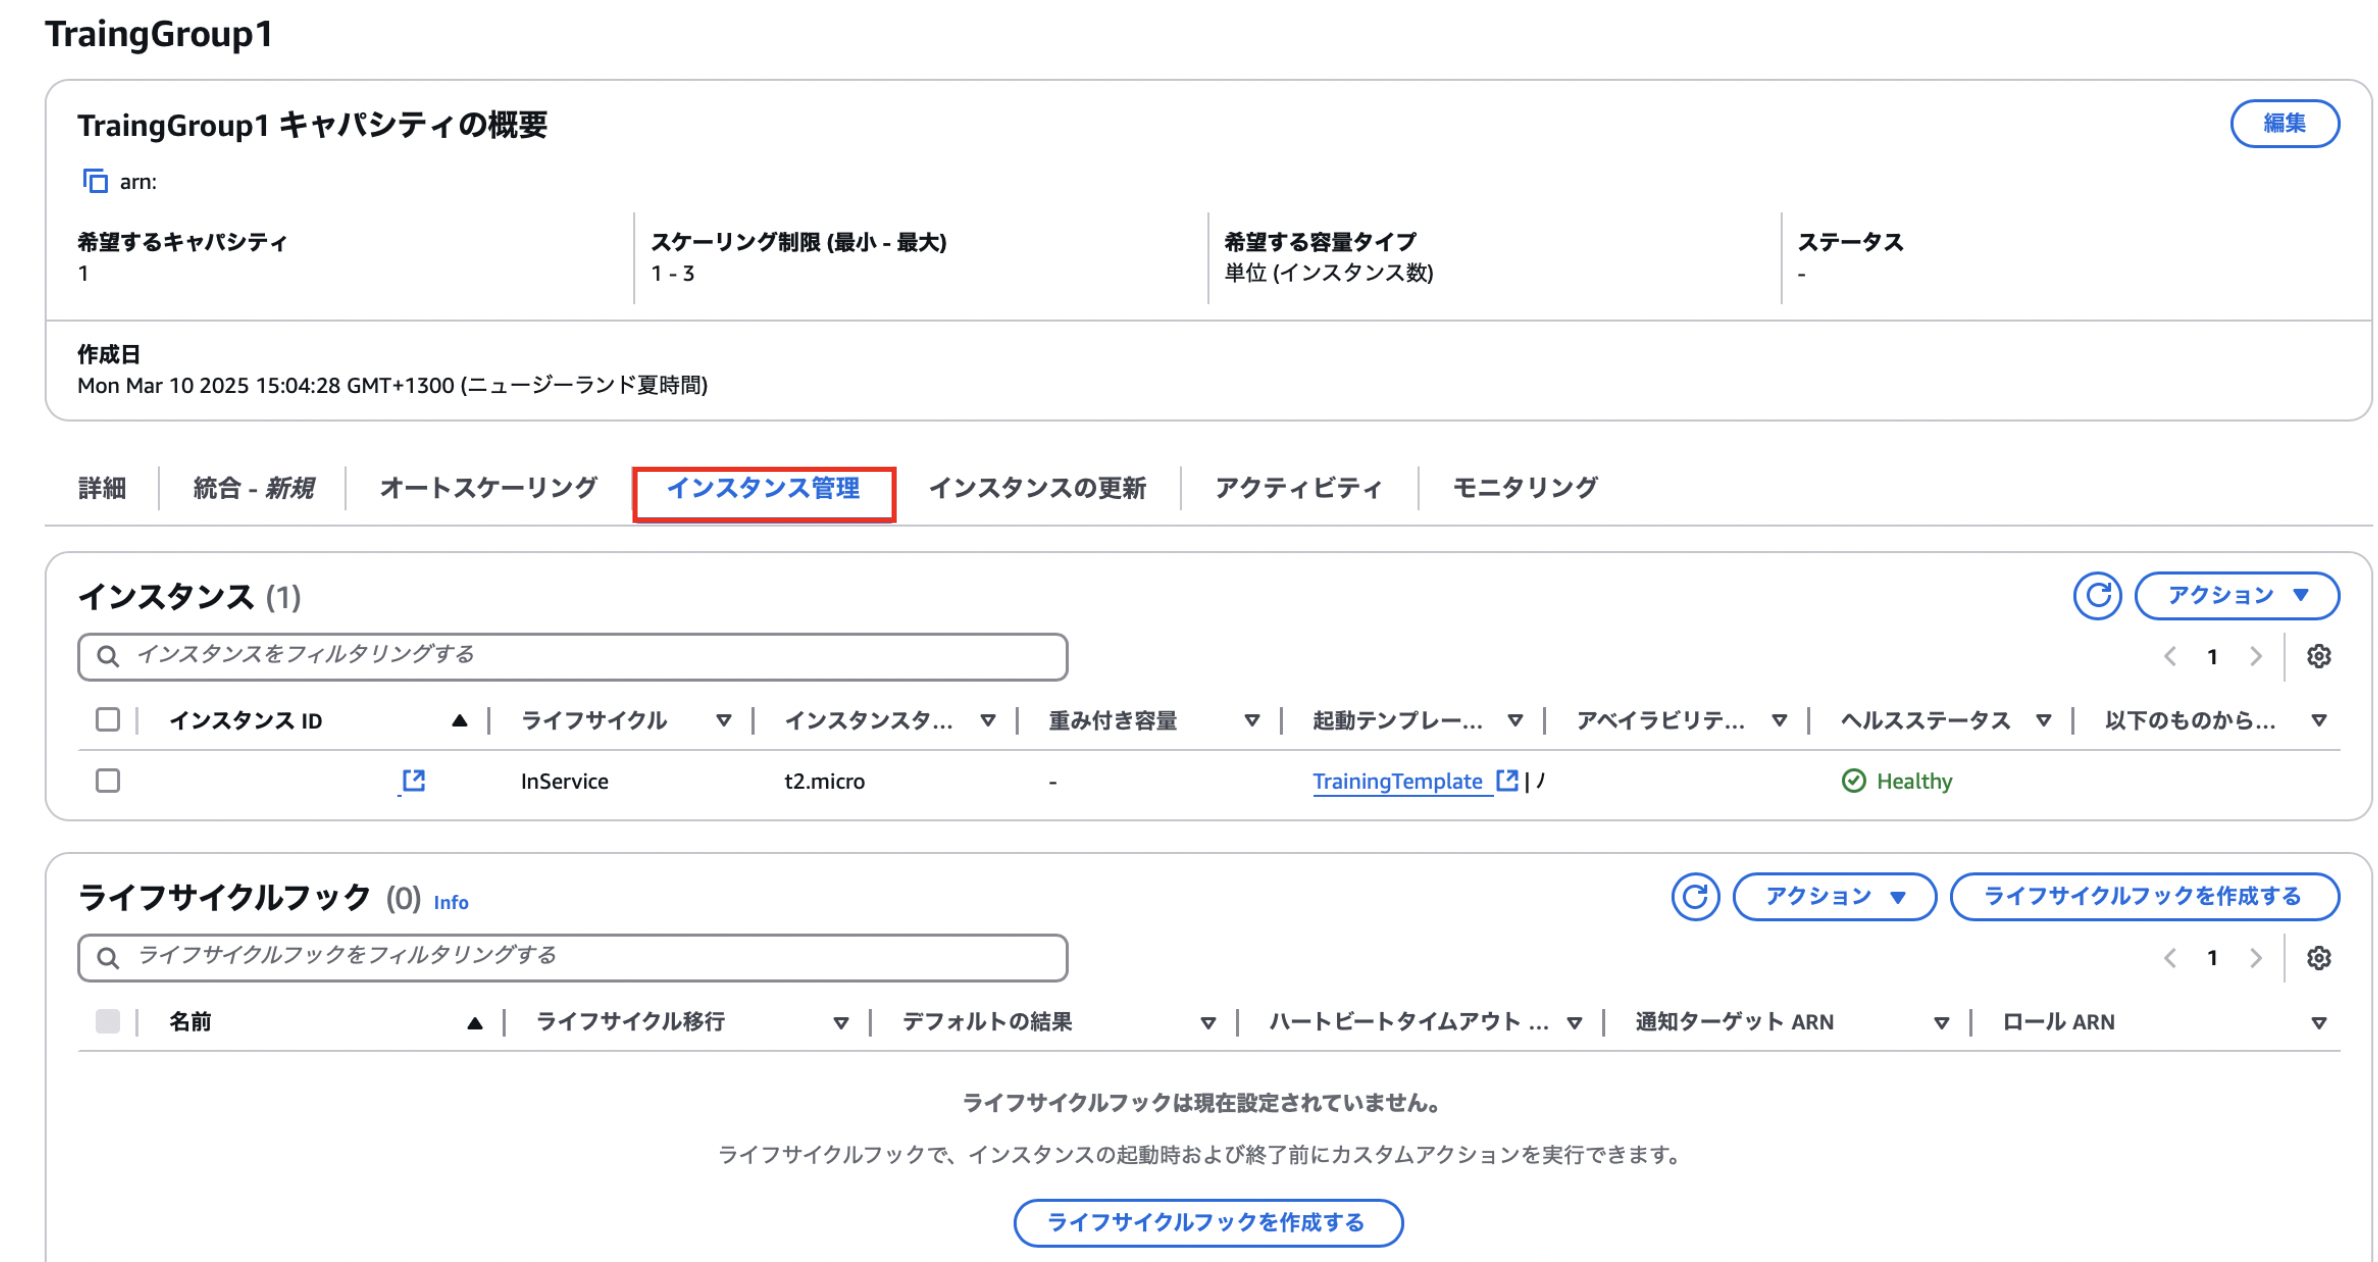 TraingGroup1
TraingGroup1 キャパシティの概要
編集
arn:
希望するキャパシティ
1
スケーリング制限 (最小 - 最大)
1 - 3
希望する容量タイプ
単位 (インスタンス数)
ステータス
-
作成日
Mon Mar 10 2025 15:04:28 GMT+1300 (ニュージーランド夏時間)
詳細 統合 - 新規 オートスケーリング インスタンス管理 インスタンスの更新 アクティビティ モニタリング
インスタンス (1)
アクション
インスタンスをフィルタリングする
1
インスタンス ID ライフサイクル インスタンスタ... 重み付き容量 起動テンプレー... アベイラビリテ... ヘルスステータス 以下のものから...
InService t2.micro - TrainingTemplate | Healthy
ライフサイクルフック (0) Info
アクション ライフサイクルフックを作成する
ライフサイクルフックをフィルタリングする
1
名前 ライフサイクル移行 デフォルトの結果 ハートビートタイムアウト ... 通知ターゲット ARN ロール ARN
ライフサイクルフックは現在設定されていません。
ライフサイクルフックで、インスタンスの起動時および終了前にカスタムアクションを実行できます。
ライフサイクルフックを作成する